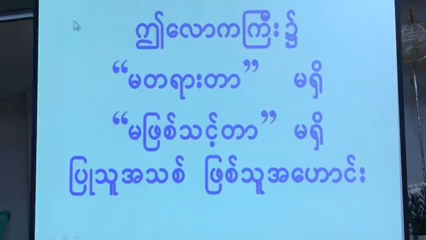 ဤလောကကြီး၌
“မတရားတာ” မရှိ
“မဖြစ်သင့်တာ” မရှိ
ပြုသူအသစ် ဖြစ်သူအဟောင်း